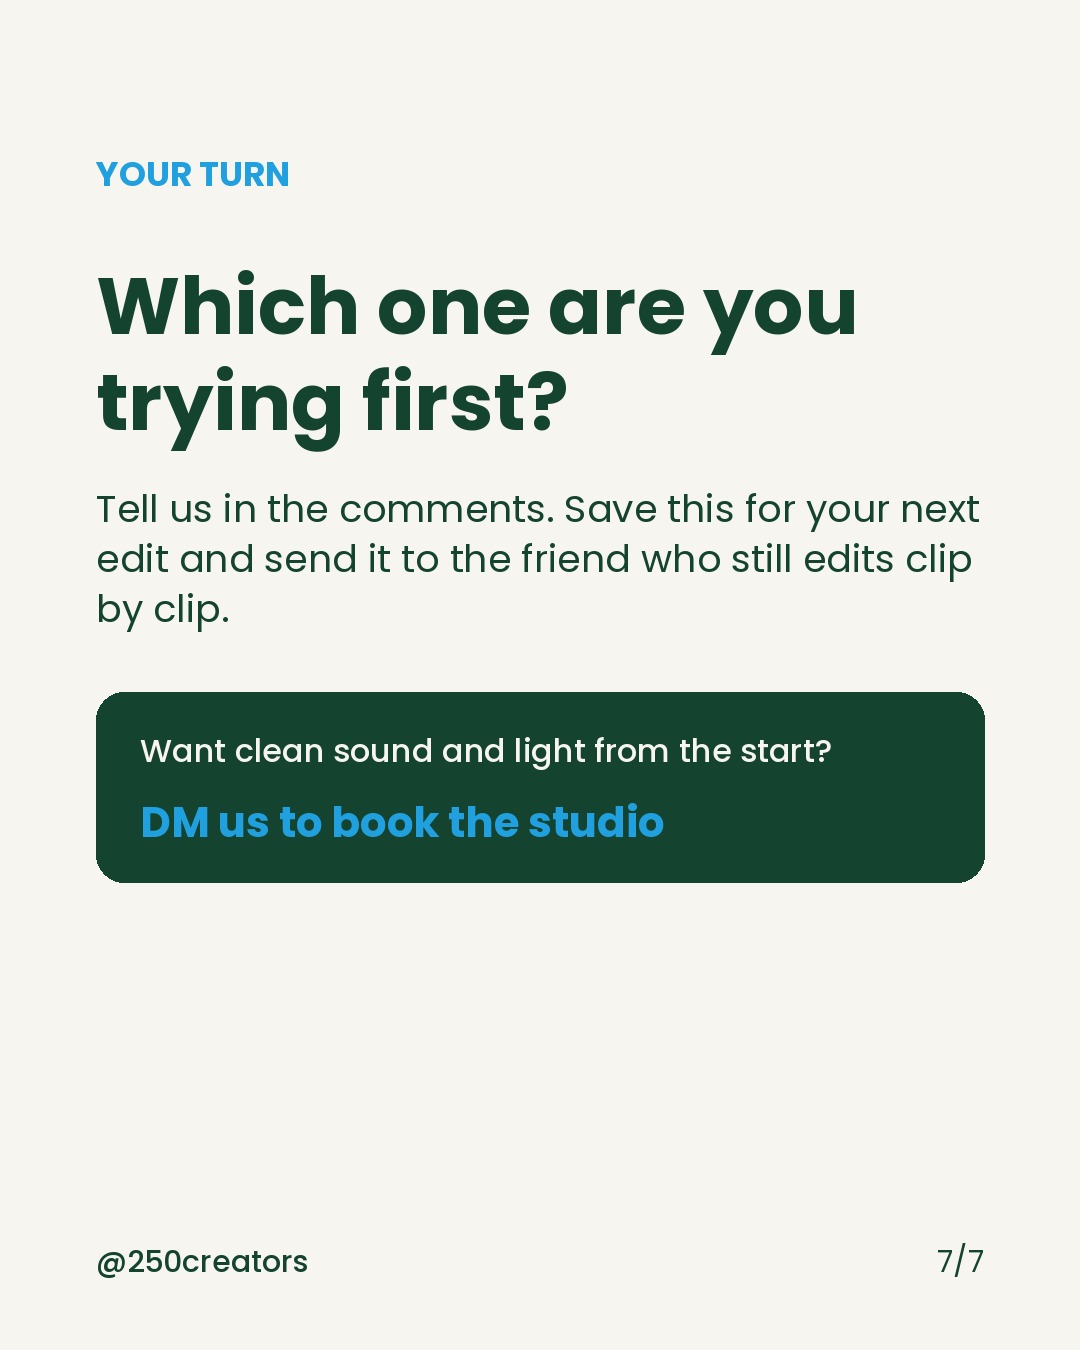 YOUR TURN
Which one are you
trying first?
Tell us in the comments. Save this for your next
edit and send it to the friend who still edits clip
by clip.
Want clean sound and light from the start?
DM us to book the studio
@250creators
7/7